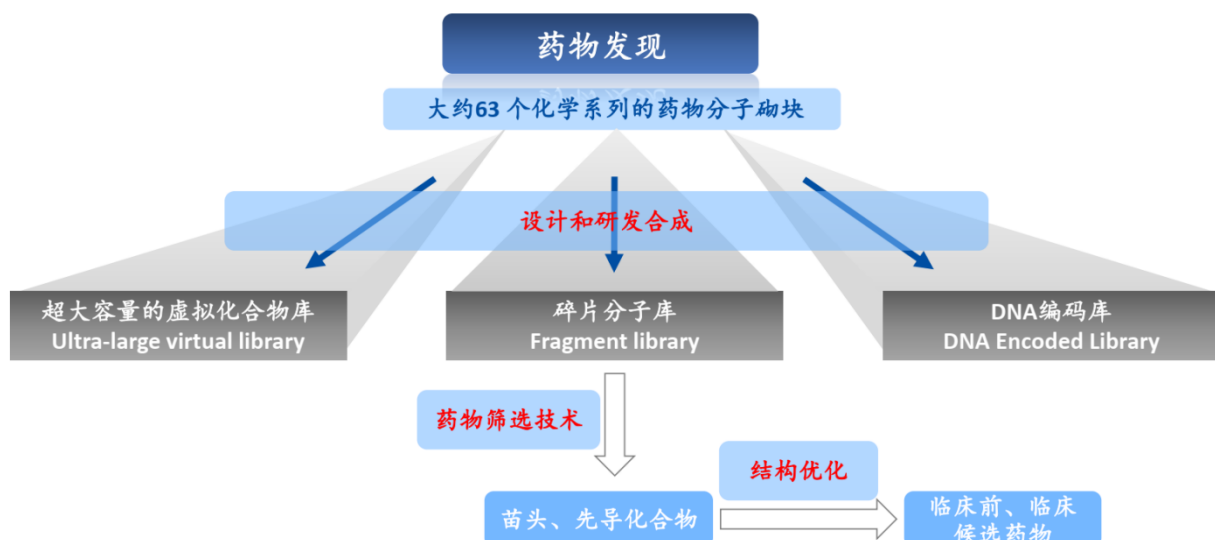 药物发现
大约63 个化学系列的药物分子砌块
设计和研发合成
超大容量的虚拟化合物库
Ultra-large virtual library
碎片分子库
Fragment library
DNA编码库
DNA Encoded Library
药物筛选技术
结构优化
苗头、先导化合物
临床前、临床
候选药物